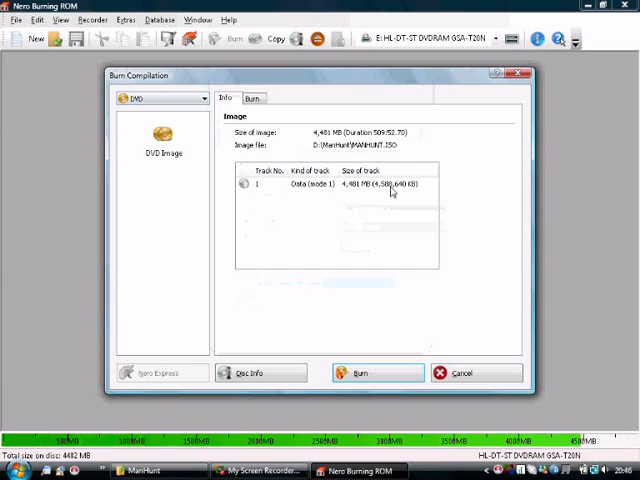 Nero Burning ROM
File Edit View Recorder Extras Database Window Help
New Burn Copy E: HL-DT-ST DVDRAM GSA-T20N
Burn Compilation
DVD
Info Burn
Image
Size of image: 4,481 MB (Duration 509:52.70)
Image file: D:\ManHunt\MANHUNT.ISO
DVD Image
Track No. Kind of track Size of track
1 Data (mode 1) 4,481 MB (4,588,640 KB)
Nero Express Disc Info Burn Cancel
500MB 1000MB 1500MB 2000MB 2500MB 3000MB 3500MB 4000MB 4500MB
Total size on disc: 4482 MB HL-DT-ST DVDRAM GSA-T20N
ManHunt My Screen Recorder... Nero Burning ROM 20:46